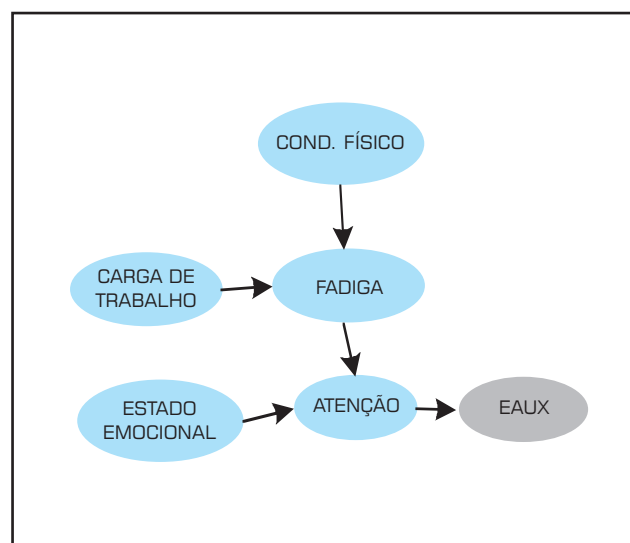 COND. FÍSICO
CARGA DE
TRABALHO
FADIGA
ESTADO
EMOCIONAL
ATENÇÃO
EAUX